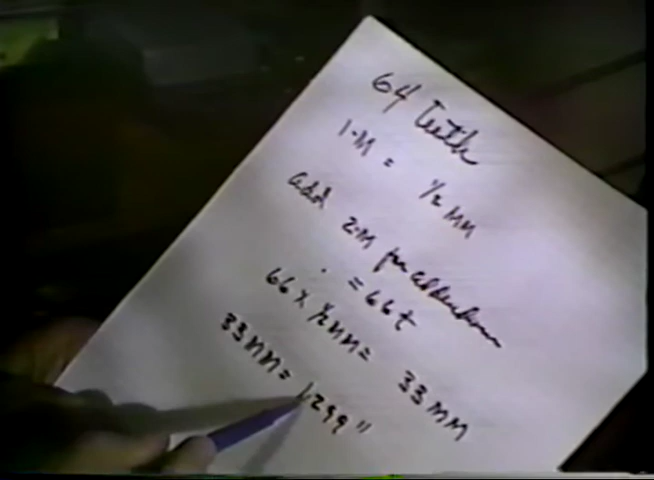 64 Teeth
1-M = 1/2 MM
add 2-M for addendum
∴ = 66t
66 x 1/2 MM = 33 MM
33 MM = 1.299"